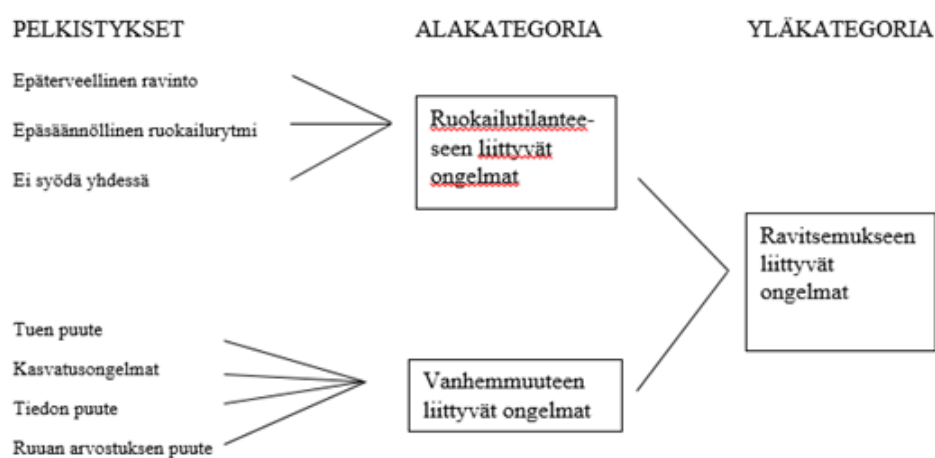 PELKISTYKSET ALAKATEGORIA YLÄKATEGORIA
Epäterveellinen ravinto
Epäsäännöllinen ruokailurytmi
Ei syödä yhdessä
Ruokailutilantee-
seen liittyvät
ongelmat
Ravitsemukseen
liittyvät
ongelmat
Tuen puute
Kasvatusongelmat
Tiedon puute
Ruuan arvostuksen puute
Vanhemmuuteen
liittyvät ongelmat